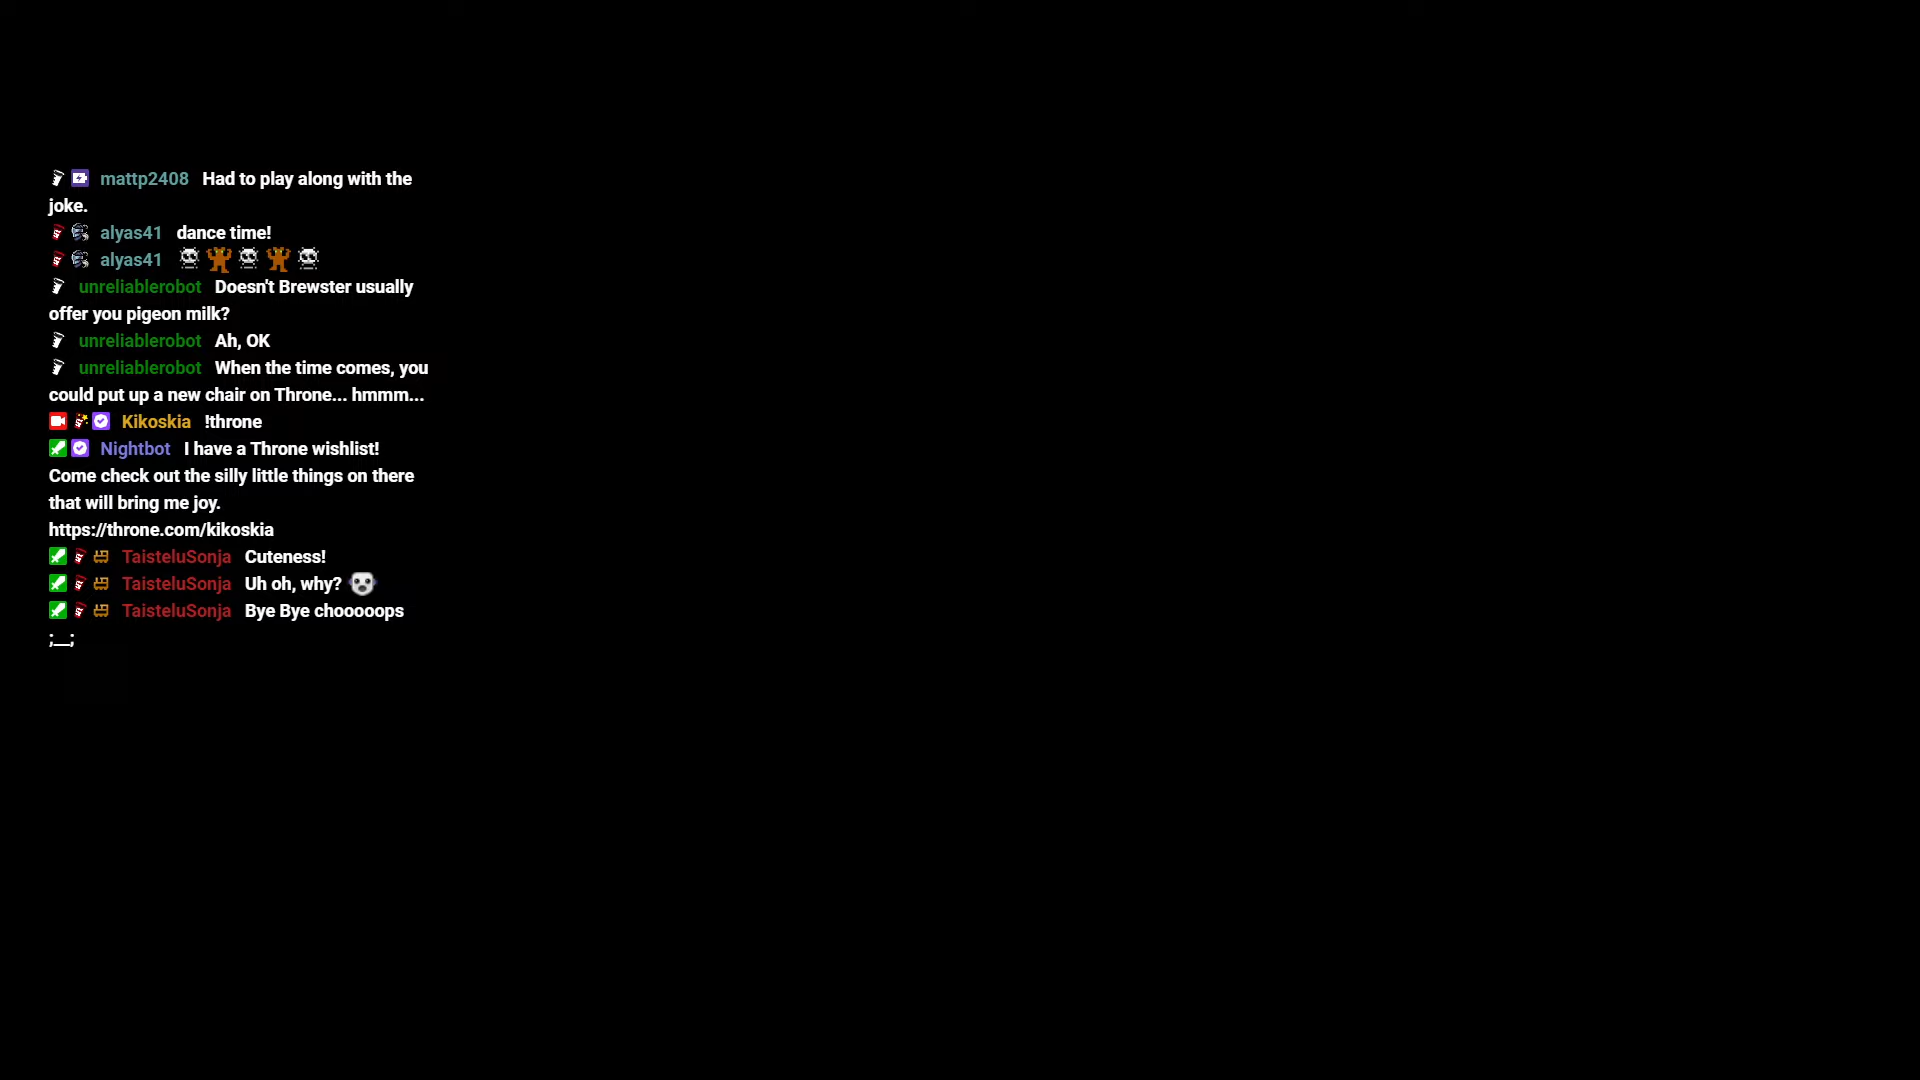 mattp2408 Had to play along with the
joke.
alyas41 dance time!
alyas41
unreliablerobot Doesn't Brewster usually
offer you pigeon milk?
unreliablerobot Ah, OK
unreliablerobot When the time comes, you
could put up a new chair on Throne... hmmm...
Kikoskia !throne
Nightbot I have a Throne wishlist!
Come check out the silly little things on there
that will bring me joy.
https://throne.com/kikoskia
TaisteluSonja Cuteness!
TaisteluSonja Uh oh, why?
TaisteluSonja Bye Bye chooooops
;__;